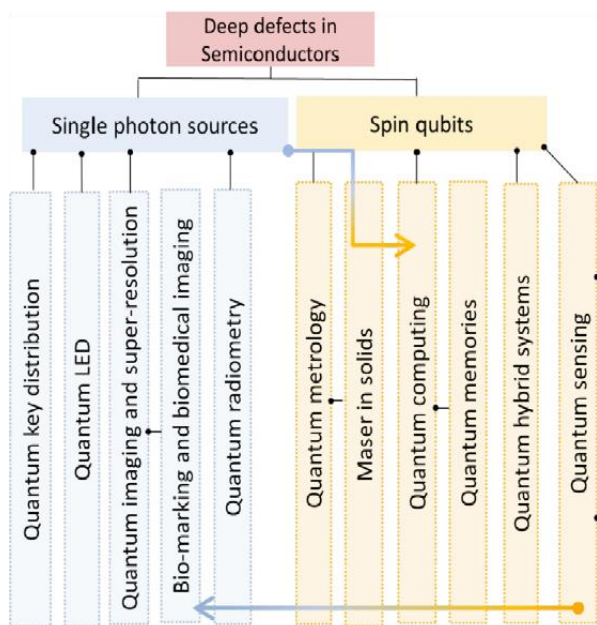 Deep defects in
Semiconductors
Single photon sources
Spin qubits
Quantum key distribution
Quantum LED
Quantum imaging and super-resolution
Bio-marking and biomedical imaging
Quantum radiometry
Quantum metrology
Maser in solids
Quantum computing
Quantum memories
Quantum hybrid systems
Quantum sensing